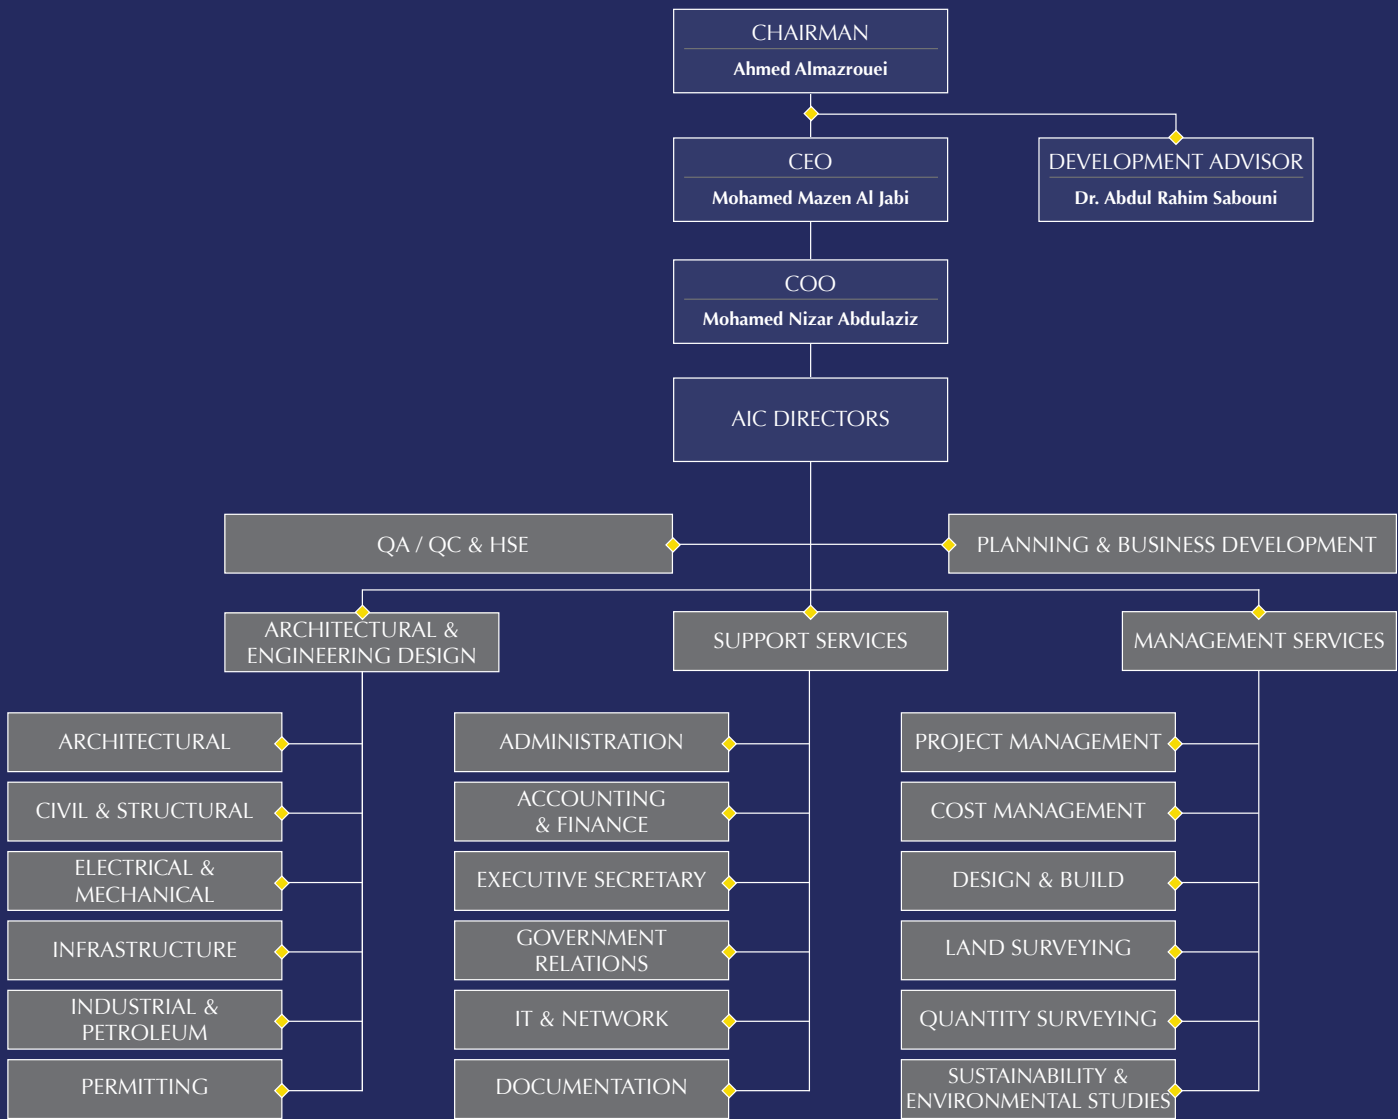 CHAIRMAN
Ahmed Almazrouei
CEO
Mohamed Mazen Al Jabi
DEVELOPMENT ADVISOR
Dr. Abdul Rahim Sabouni
COO
Mohamed Nizar Abdulaziz
AIC DIRECTORS
QA / QC & HSE
PLANNING & BUSINESS DEVELOPMENT
ARCHITECTURAL &
ENGINEERING DESIGN
SUPPORT SERVICES
MANAGEMENT SERVICES
ARCHITECTURAL
CIVIL & STRUCTURAL
ELECTRICAL &
MECHANICAL
INFRASTRUCTURE
INDUSTRIAL &
PETROLEUM
PERMITTING
ADMINISTRATION
ACCOUNTING
& FINANCE
EXECUTIVE SECRETARY
GOVERNMENT
RELATIONS
IT & NETWORK
DOCUMENTATION
PROJECT MANAGEMENT
COST MANAGEMENT
DESIGN & BUILD
LAND SURVEYING
QUANTITY SURVEYING
SUSTAINABILITY &
ENVIRONMENTAL STUDIES